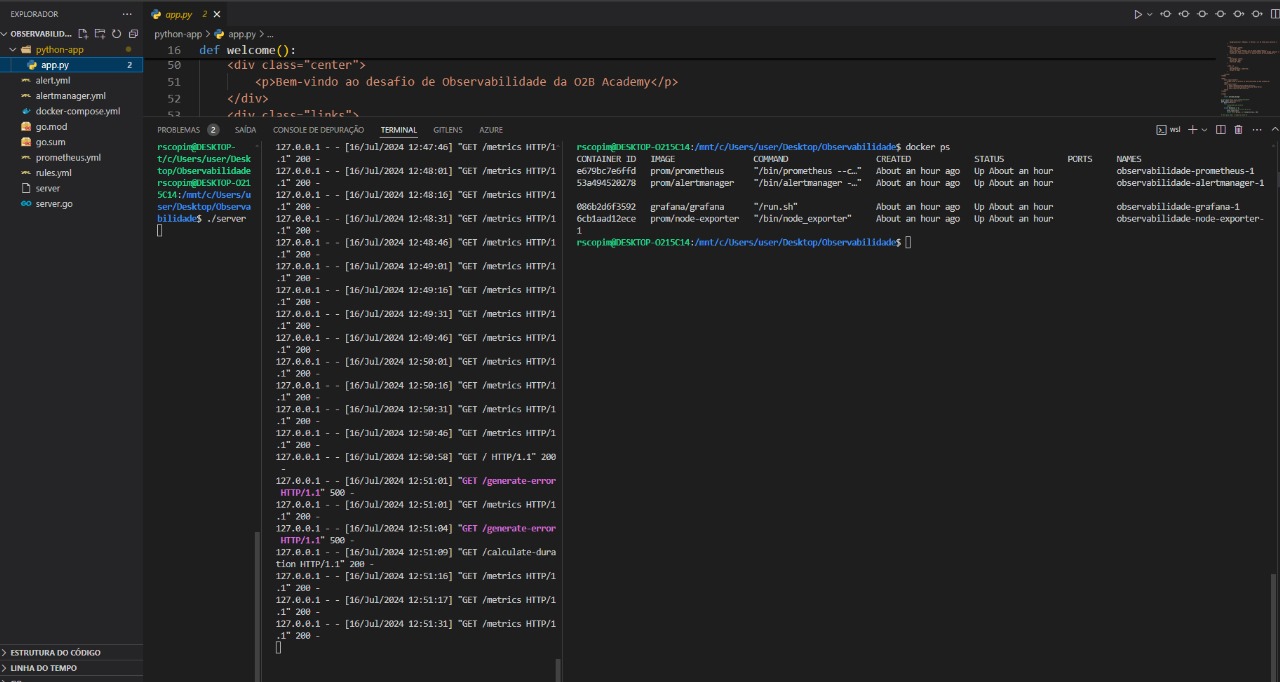 EXPLORADOR
OBSERVABILID...
python-app
app.py 2
alert.yml
alertmanager.yml
docker-compose.yml
go.mod
go.sum
prometheus.yml
rules.yml
server
server.go
ESTRUTURA DO CÓDIGO
LINHA DO TEMPO
app.py 2
python-app > app.py > ...
16 def welcome():
50 <div class="center">
51 <p>Bem-vindo ao desafio de Observabilidade da O2B Academy</p>
52 </div>
53 <div class="links">
PROBLEMAS 2 SAÍDA CONSOLE DE DEPURAÇÃO TERMINAL GITLENS AZURE
wsl
rscopim@DESKTOP-
t/c/Users/user/Desk
top/Observabilidade
rscopim@DESKTOP-O21
5C14:/mnt/c/Users/u
ser/Desktop/Observa
bilidade$ ./server
127.0.0.1 - - [16/Jul/2024 12:47:46] "GET /metrics HTTP/1
.1" 200 -
127.0.0.1 - - [16/Jul/2024 12:48:01] "GET /metrics HTTP/1
.1" 200 -
127.0.0.1 - - [16/Jul/2024 12:48:16] "GET /metrics HTTP/1
.1" 200 -
127.0.0.1 - - [16/Jul/2024 12:48:31] "GET /metrics HTTP/1
.1" 200 -
127.0.0.1 - - [16/Jul/2024 12:48:46] "GET /metrics HTTP/1
.1" 200 -
127.0.0.1 - - [16/Jul/2024 12:49:01] "GET /metrics HTTP/1
.1" 200 -
127.0.0.1 - - [16/Jul/2024 12:49:16] "GET /metrics HTTP/1
.1" 200 -
127.0.0.1 - - [16/Jul/2024 12:49:31] "GET /metrics HTTP/1
.1" 200 -
127.0.0.1 - - [16/Jul/2024 12:49:46] "GET /metrics HTTP/1
.1" 200 -
127.0.0.1 - - [16/Jul/2024 12:50:01] "GET /metrics HTTP/1
.1" 200 -
127.0.0.1 - - [16/Jul/2024 12:50:16] "GET /metrics HTTP/1
.1" 200 -
127.0.0.1 - - [16/Jul/2024 12:50:31] "GET /metrics HTTP/1
.1" 200 -
127.0.0.1 - - [16/Jul/2024 12:50:46] "GET /metrics HTTP/1
.1" 200 -
127.0.0.1 - - [16/Jul/2024 12:50:58] "GET / HTTP/1.1" 200
-
127.0.0.1 - - [16/Jul/2024 12:51:01] "GET /generate-error
HTTP/1.1" 500 -
127.0.0.1 - - [16/Jul/2024 12:51:01] "GET /metrics HTTP/1
.1" 200 -
127.0.0.1 - - [16/Jul/2024 12:51:04] "GET /generate-error
HTTP/1.1" 500 -
127.0.0.1 - - [16/Jul/2024 12:51:09] "GET /calculate-dura
tion HTTP/1.1" 200 -
127.0.0.1 - - [16/Jul/2024 12:51:16] "GET /metrics HTTP/1
.1" 200 -
127.0.0.1 - - [16/Jul/2024 12:51:17] "GET /metrics HTTP/1
.1" 200 -
127.0.0.1 - - [16/Jul/2024 12:51:31] "GET /metrics HTTP/1
.1" 200 -
rscopim@DESKTOP-O215C14:/mnt/c/Users/user/Desktop/Observabilidade$ docker ps
CONTAINER ID IMAGE COMMAND CREATED STATUS PORTS NAMES
e679bc7e6ffd prom/prometheus "/bin/prometheus --c…" About an hour ago Up About an hour observabilidade-prometheus-1
53a494520278 prom/alertmanager "/bin/alertmanager -…" About an hour ago Up About an hour observabilidade-alertmanager-1
086b2d6f3592 grafana/grafana "/run.sh" About an hour ago Up About an hour observabilidade-grafana-1
6cb1aad12ece prom/node-exporter "/bin/node_exporter" About an hour ago Up About an hour observabilidade-node-exporter-
1
rscopim@DESKTOP-O215C14:/mnt/c/Users/user/Desktop/Observabilidade$